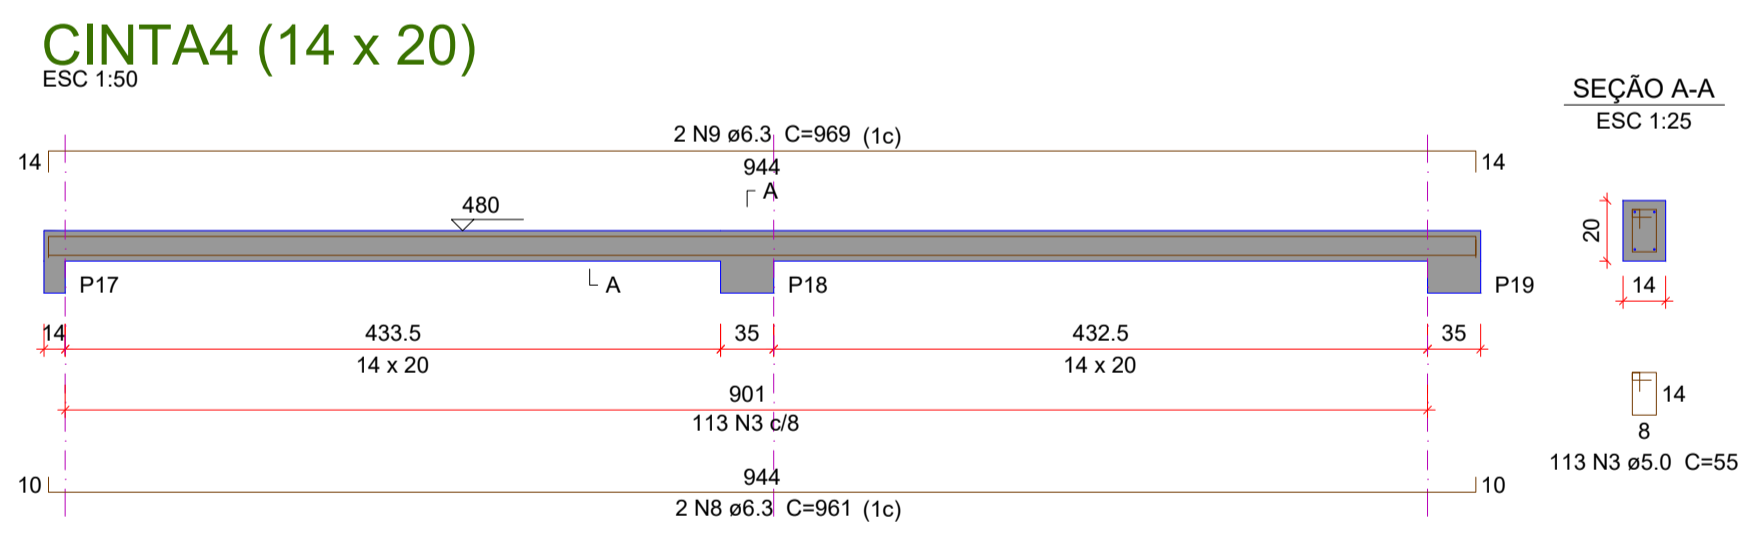 CINTA4 (14 x 20)
ESC 1:50
SEÇÃO A-A
ESC 1:25
2 N9 ø6.3 C=969 (1c)
14
944
14
A
480
20
P17
A
P18
P19
14
14
433.5
35
432.5
35
14 x 20
14 x 20
901
14
113 N3 c/8
8
113 N3 ø5.0 C=55
10
944
10
2 N8 ø6.3 C=961 (1c)